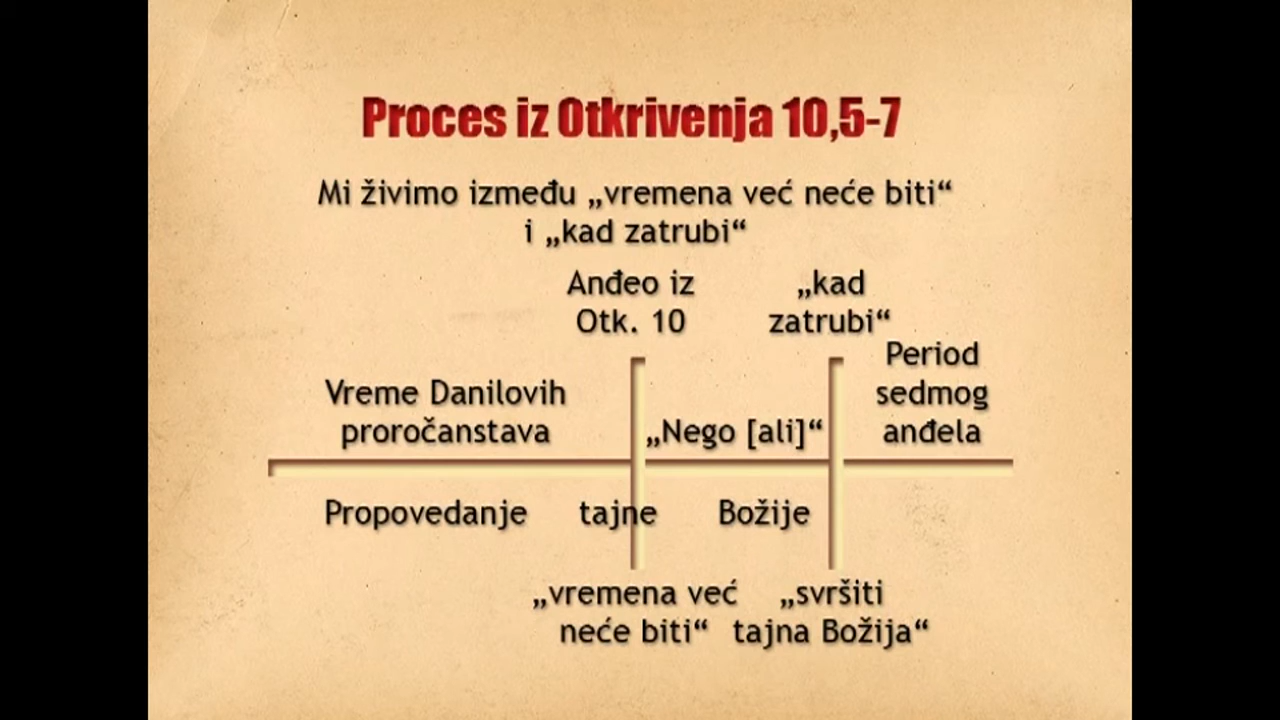 Proces iz Otkrivenja 10,5-7
Mi živimo između „vremena već neće biti“
i „kad zatrubi“
Anđeo iz
Otk. 10
„kad
zatrubi“
Vreme Danilovih
proročanstava
„Nego [ali]“
Period
sedmog
anđela
Propovedanje tajne Božije
„vremena već
neće biti“
„svršiti
tajna Božija“